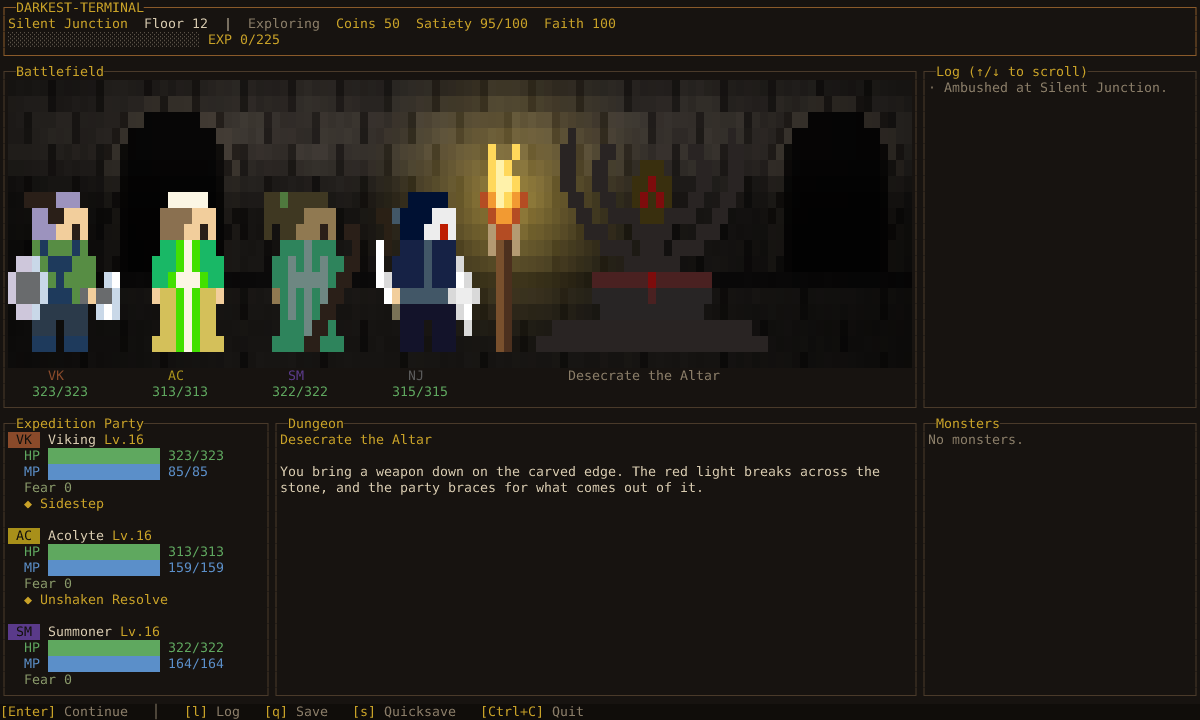 DARKEST-TERMINAL
Silent Junction  Floor 12  |  Exploring  Coins 50  Satiety 95/100  Faith 100
EXP 0/225
Battlefield
VK
AC
SM
NJ
Desecrate the Altar
323/323
313/313
322/322
315/315
Log (↑/↓ to scroll)
· Ambushed at Silent Junction.
Expedition Party
VK Viking Lv.16
HP 323/323
MP 85/85
Fear 0
◆ Sidestep
AC Acolyte Lv.16
HP 313/313
MP 159/159
Fear 0
◆ Unshaken Resolve
SM Summoner Lv.16
HP 322/322
MP 164/164
Fear 0
Dungeon
Desecrate the Altar
You bring a weapon down on the carved edge. The red light breaks across the
stone, and the party braces for what comes out of it.
Monsters
No monsters.
[Enter] Continue  |  [l] Log  [q] Save  [s] Quicksave  [Ctrl+C] Quit